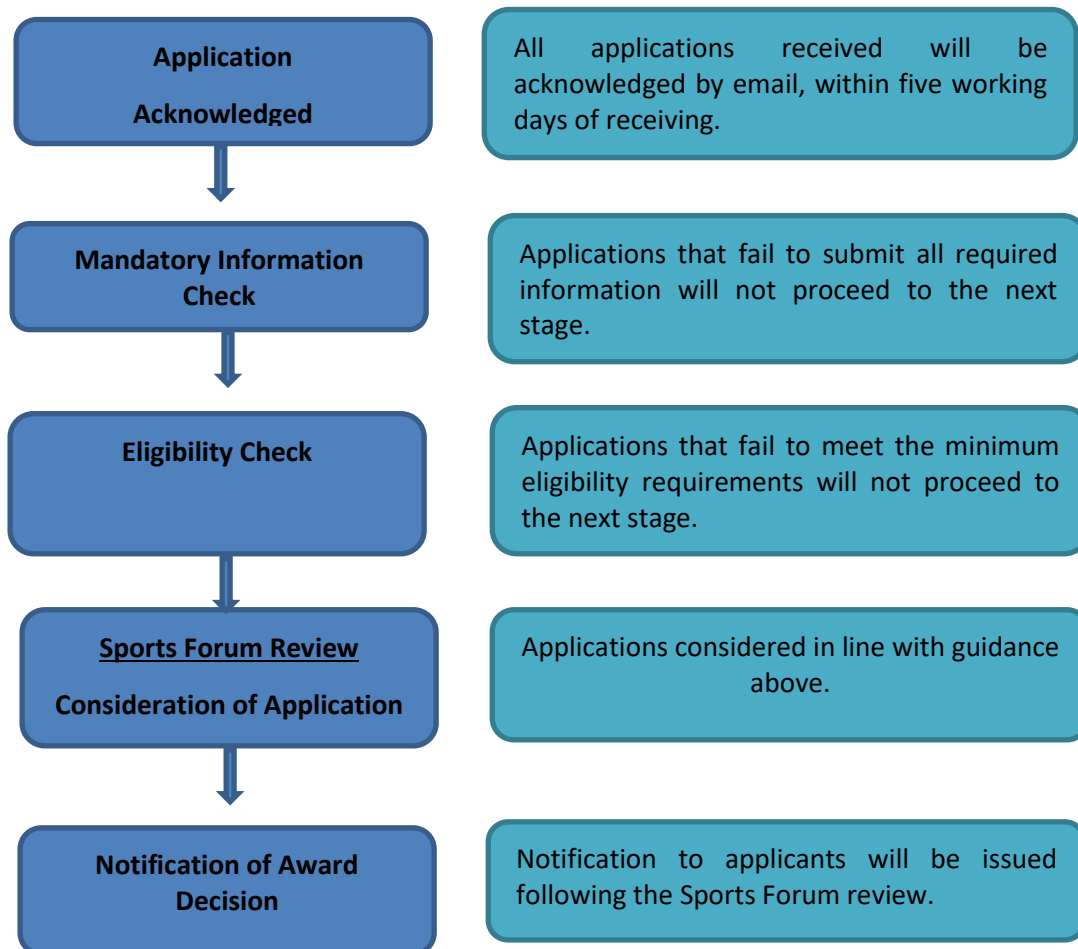 Application
Acknowledged
All applications received will be
acknowledged by email, within five working
days of receiving.
Mandatory Information
Check
Applications that fail to submit all required
information will not proceed to the next
stage.
Eligibility Check
Applications that fail to meet the minimum
eligibility requirements will not proceed to
the next stage.
Sports Forum Review
Consideration of Application
Applications considered in line with guidance
above.
Notification of Award
Decision
Notification to applicants will be issued
following the Sports Forum review.